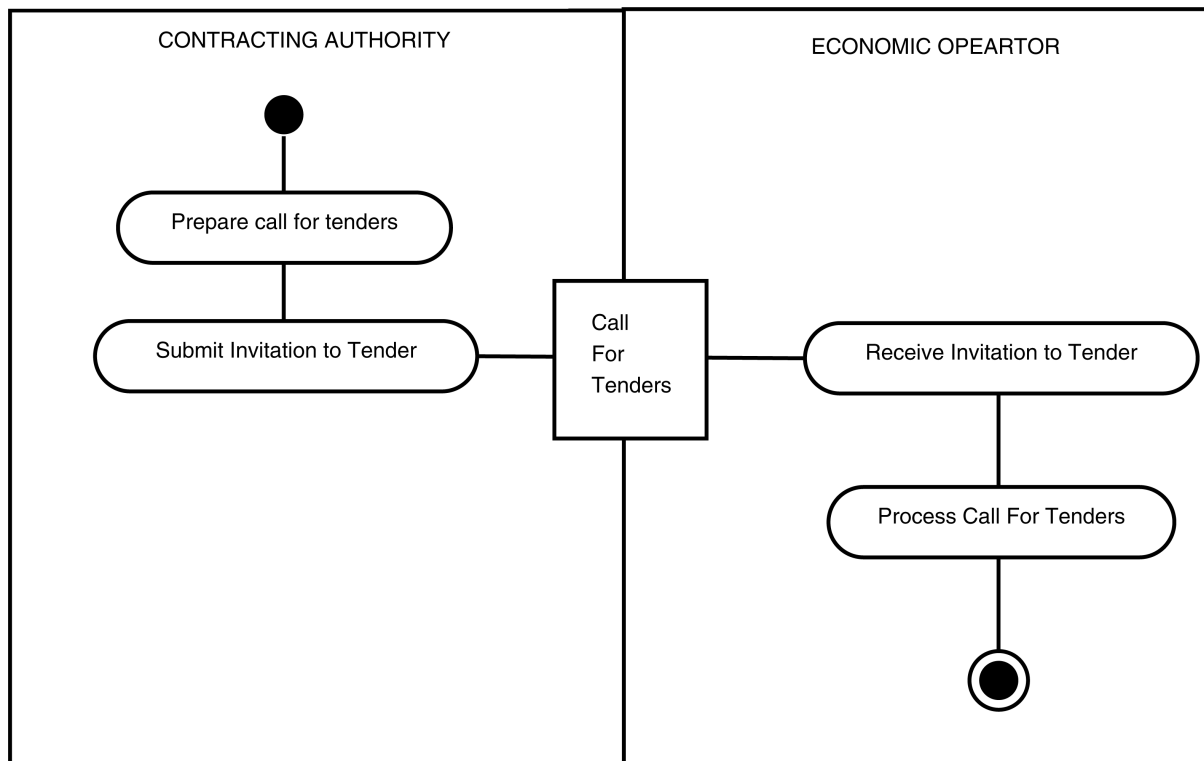 CONTRACTING AUTHORITY
ECONOMIC OPEARTOR
Prepare call for tenders
Submit Invitation to Tender
Call
For
Tenders
Receive Invitation to Tender
Process Call For Tenders